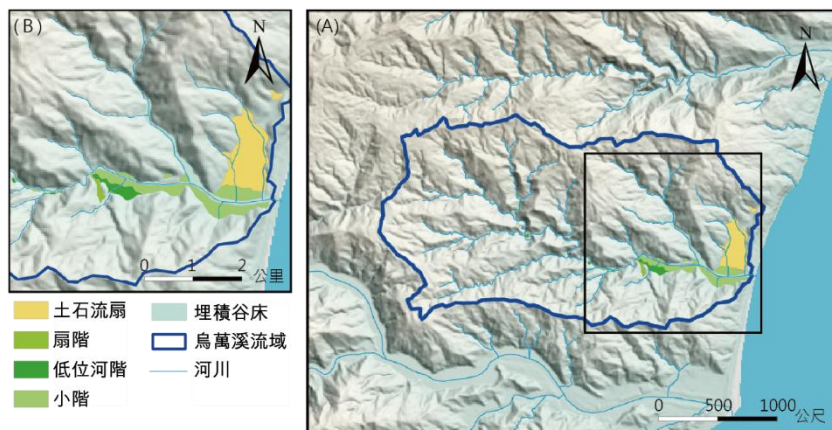 (B)
N
0 1 2 公里
土石流扇
扇階
低位河階
小階
埋積谷床
烏萬溪流域
河川
(A)
N
0 500 1000 公尺